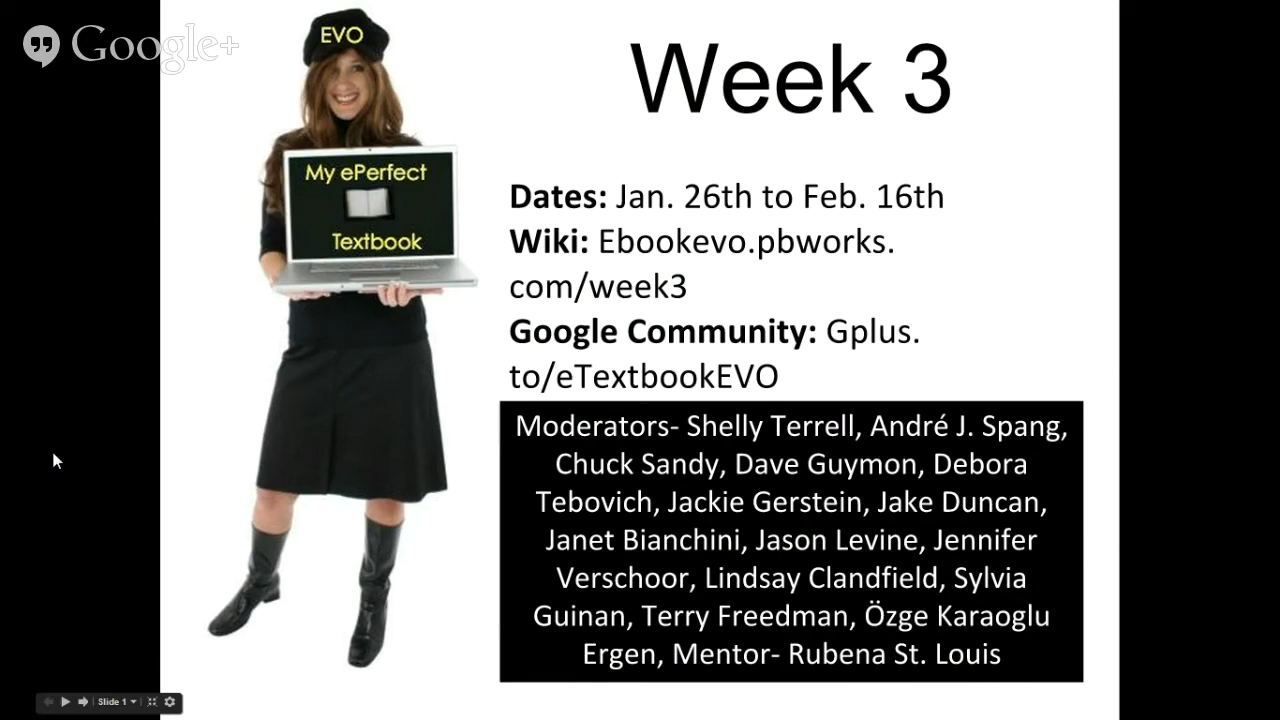 Google+
EVO
My ePerfect
Textbook
Week 3
Dates: Jan. 26th to Feb. 16th
Wiki: Ebookevo.pbworks.
com/week3
Google Community: Gplus.
to/eTextbookEVO
Moderators- Shelly Terrell, André J. Spang,
Chuck Sandy, Dave Guymon, Debora
Tebovich, Jackie Gerstein, Jake Duncan,
Janet Bianchini, Jason Levine, Jennifer
Verschoor, Lindsay Clandfield, Sylvia
Guinan, Terry Freedman, Özge Karaoglu
Ergen, Mentor- Rubena St. Louis
Slide 1